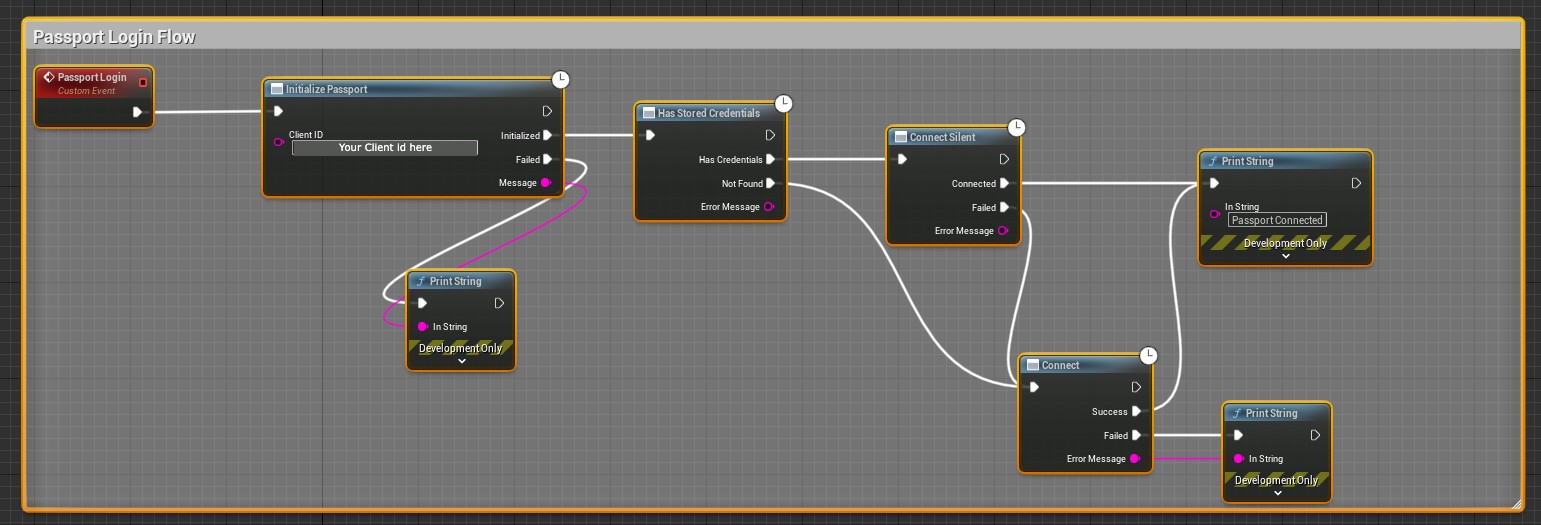 Passport Login Flow
Passport Login
Custom Event
Initialize Passport
Client ID
Your Client id here
Initialized
Failed
Message
Print String
In String
Development Only
Has Stored Credentials
Has Credentials
Not Found
Error Message
Connect Silent
Connected
Failed
Error Message
Print String
In String
Passport Connected
Development Only
Connect
Success
Failed
Error Message
Print String
In String
Development Only